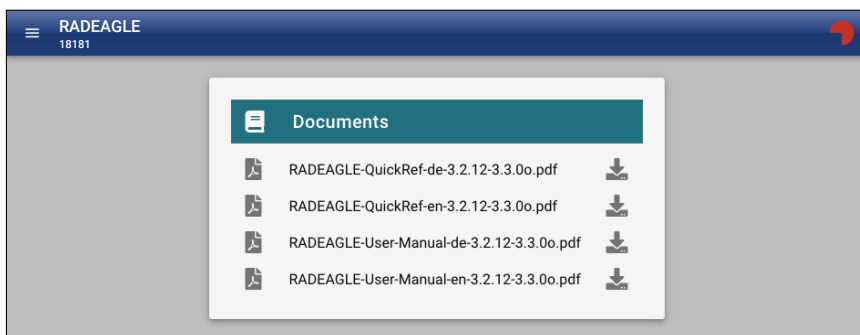 RADEAGLE
18181
Documents
RADEAGLE-QuickRef-de-3.2.12-3.3.0o.pdf
RADEAGLE-QuickRef-en-3.2.12-3.3.0o.pdf
RADEAGLE-User-Manual-de-3.2.12-3.3.0o.pdf
RADEAGLE-User-Manual-en-3.2.12-3.3.0o.pdf